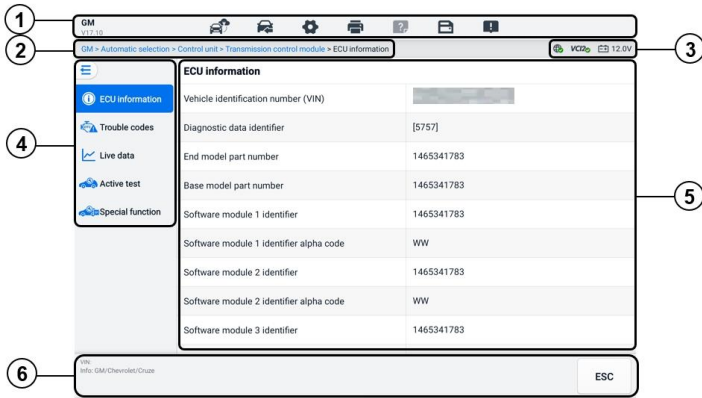 1
GM
V17.10
2
GM > Automatic selection > Control unit > Transmission control module > ECU information
VCI2 12.0V
3
4
ECU information
Trouble codes
Live data
Active test
Special function
ECU information
Vehicle identification number (VIN)
Diagnostic data identifier [5757]
End model part number 1465341783
Base model part number 1465341783
Software module 1 identifier 1465341783
Software module 1 identifier alpha code WW
Software module 2 identifier 1465341783
Software module 2 identifier alpha code WW
Software module 3 identifier 1465341783
5
6
VIN:
Info: GM/Chevrolet/Cruze
ESC